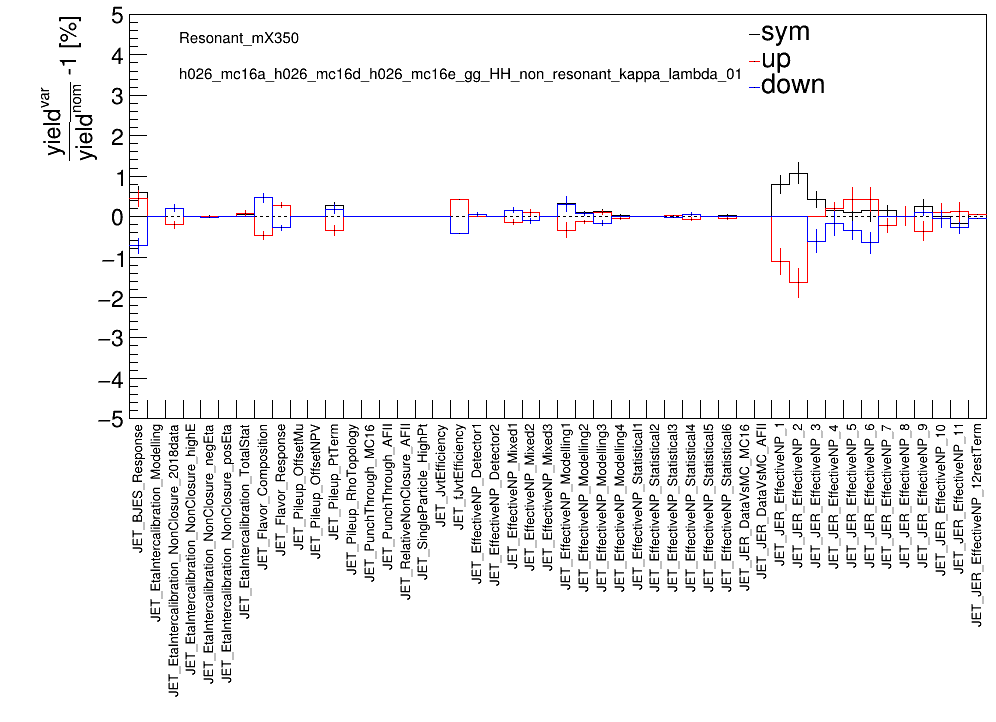 yield^var / yield^nom -1 [%]
5
4
3
2
1
0
−1
−2
−3
−4
−5
Resonant_mX350
h026_mc16a_h026_mc16d_h026_mc16e_gg_HH_non_resonant_kappa_lambda_01
sym
up
down
JET_BJES_Response
JET_EtaIntercalibration_Modelling
JET_EtaIntercalibration_NonClosure_2018data
JET_EtaIntercalibration_NonClosure_highE
JET_EtaIntercalibration_NonClosure_negEta
JET_EtaIntercalibration_NonClosure_posEta
JET_EtaIntercalibration_TotalStat
JET_Flavor_Composition
JET_Flavor_Response
JET_Pileup_OffsetMu
JET_Pileup_OffsetNPV
JET_Pileup_PtTerm
JET_Pileup_RhoTopology
JET_PunchThrough_MC16
JET_PunchThrough_AFII
JET_RelativeNonClosure_AFII
JET_SingleParticle_HighPt
JET_JvtEfficiency
JET_fJvtEfficiency
JET_EffectiveNP_Detector1
JET_EffectiveNP_Detector2
JET_EffectiveNP_Mixed1
JET_EffectiveNP_Mixed2
JET_EffectiveNP_Mixed3
JET_EffectiveNP_Modelling1
JET_EffectiveNP_Modelling2
JET_EffectiveNP_Modelling3
JET_EffectiveNP_Modelling4
JET_EffectiveNP_Statistical1
JET_EffectiveNP_Statistical2
JET_EffectiveNP_Statistical3
JET_EffectiveNP_Statistical4
JET_EffectiveNP_Statistical5
JET_EffectiveNP_Statistical6
JET_JER_DataVsMC_MC16
JET_JER_DataVsMC_AFII
JET_JER_EffectiveNP_1
JET_JER_EffectiveNP_2
JET_JER_EffectiveNP_3
JET_JER_EffectiveNP_4
JET_JER_EffectiveNP_5
JET_JER_EffectiveNP_6
JET_JER_EffectiveNP_7
JET_JER_EffectiveNP_8
JET_JER_EffectiveNP_9
JET_JER_EffectiveNP_10
JET_JER_EffectiveNP_11
JET_JER_EffectiveNP_12restTerm